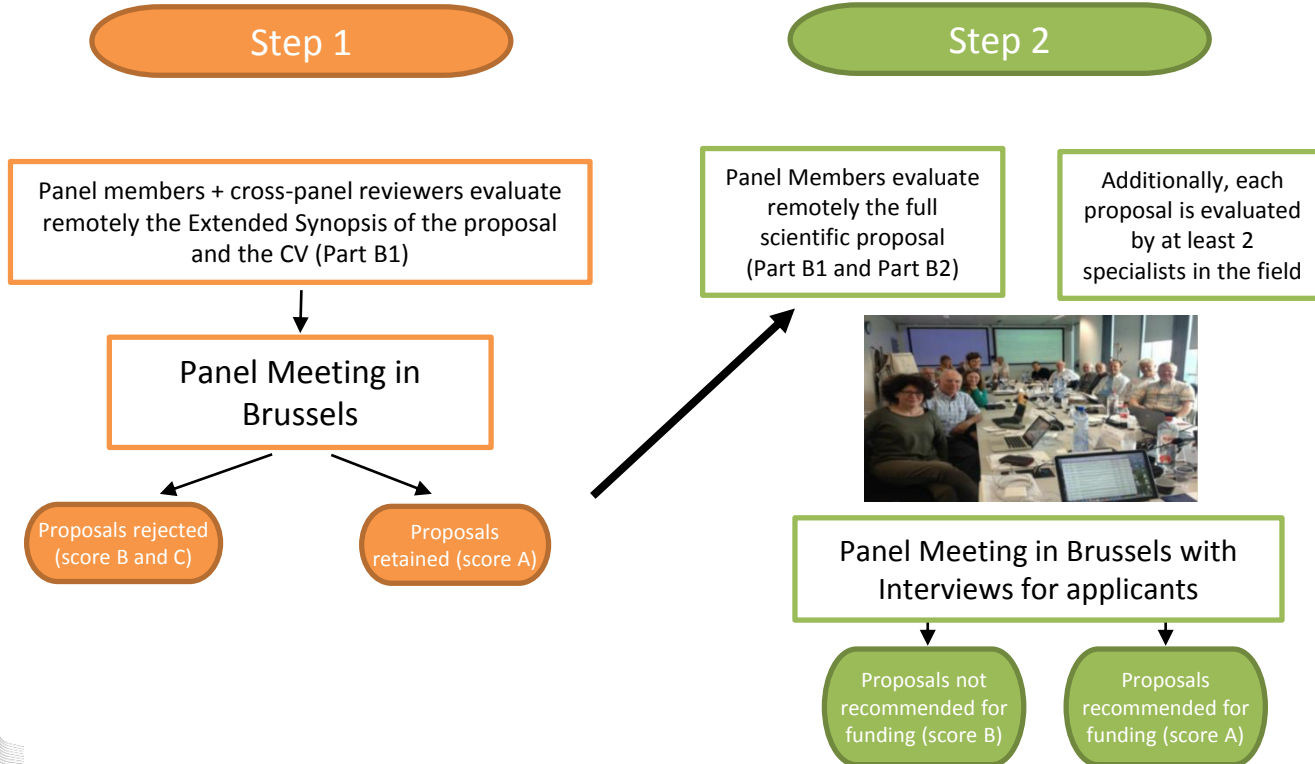 Step 1
Panel members + cross-panel reviewers evaluate
remotely the Extended Synopsis of the proposal
and the CV (Part B1)
Panel Meeting in
Brussels
Proposals rejected
(score B and C)
Proposals
retained (score A)
Step 2
Panel Members evaluate
remotely the full
scientific proposal
(Part B1 and Part B2)
Additionally, each
proposal is evaluated
by at least 2
specialists in the field
Panel Meeting in Brussels with
Interviews for applicants
Proposals not
recommended for
funding (score B)
Proposals
recommended for
funding (score A)